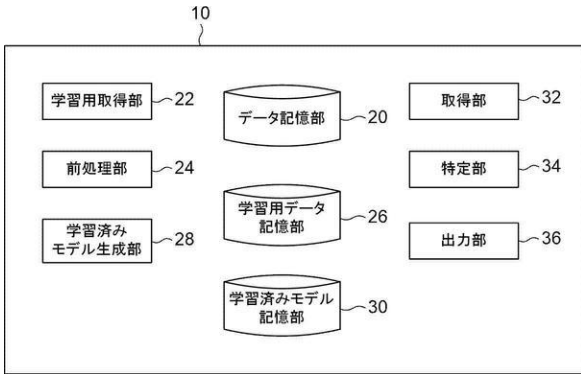 10
学習用取得部
22
データ記憶部
20
取得部
32
前処理部
24
特定部
34
学習用データ
記憶部
26
学習済み
モデル生成部
28
出力部
36
学習済みモデル
記憶部
30